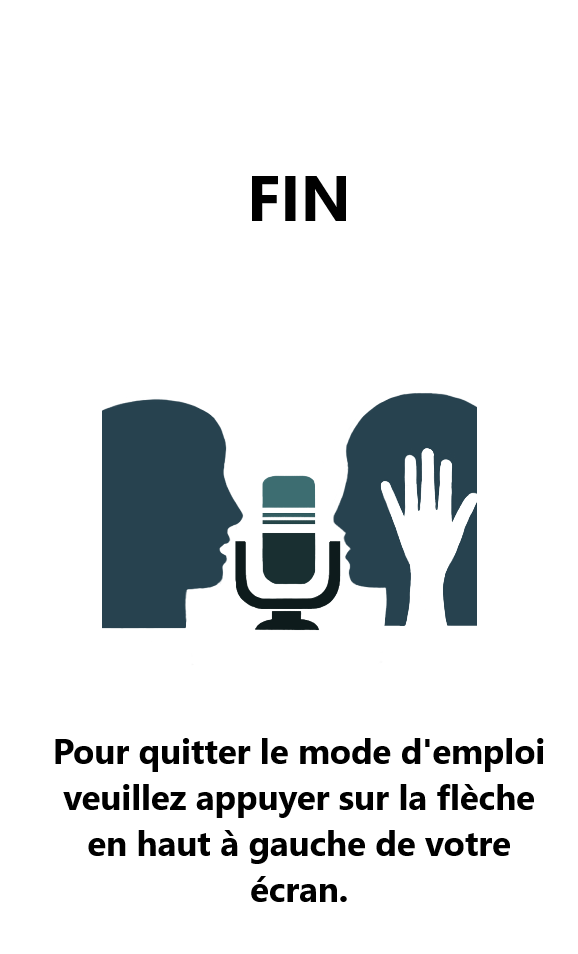 FIN
Pour quitter le mode d'emploi
veuillez appuyer sur la flèche
en haut à gauche de votre
écran.